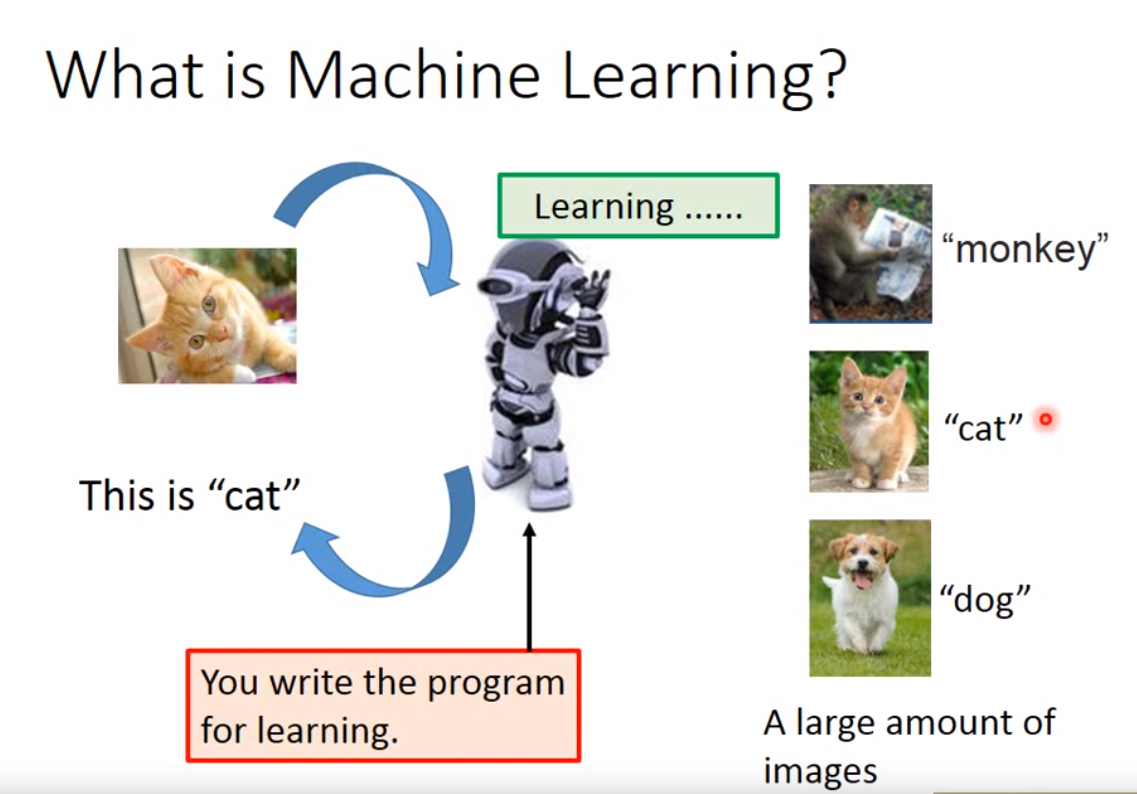 What is Machine Learning?
Learning ......
“monkey”
“cat”
This is “cat”
“dog”
You write the program
for learning.
A large amount of
images